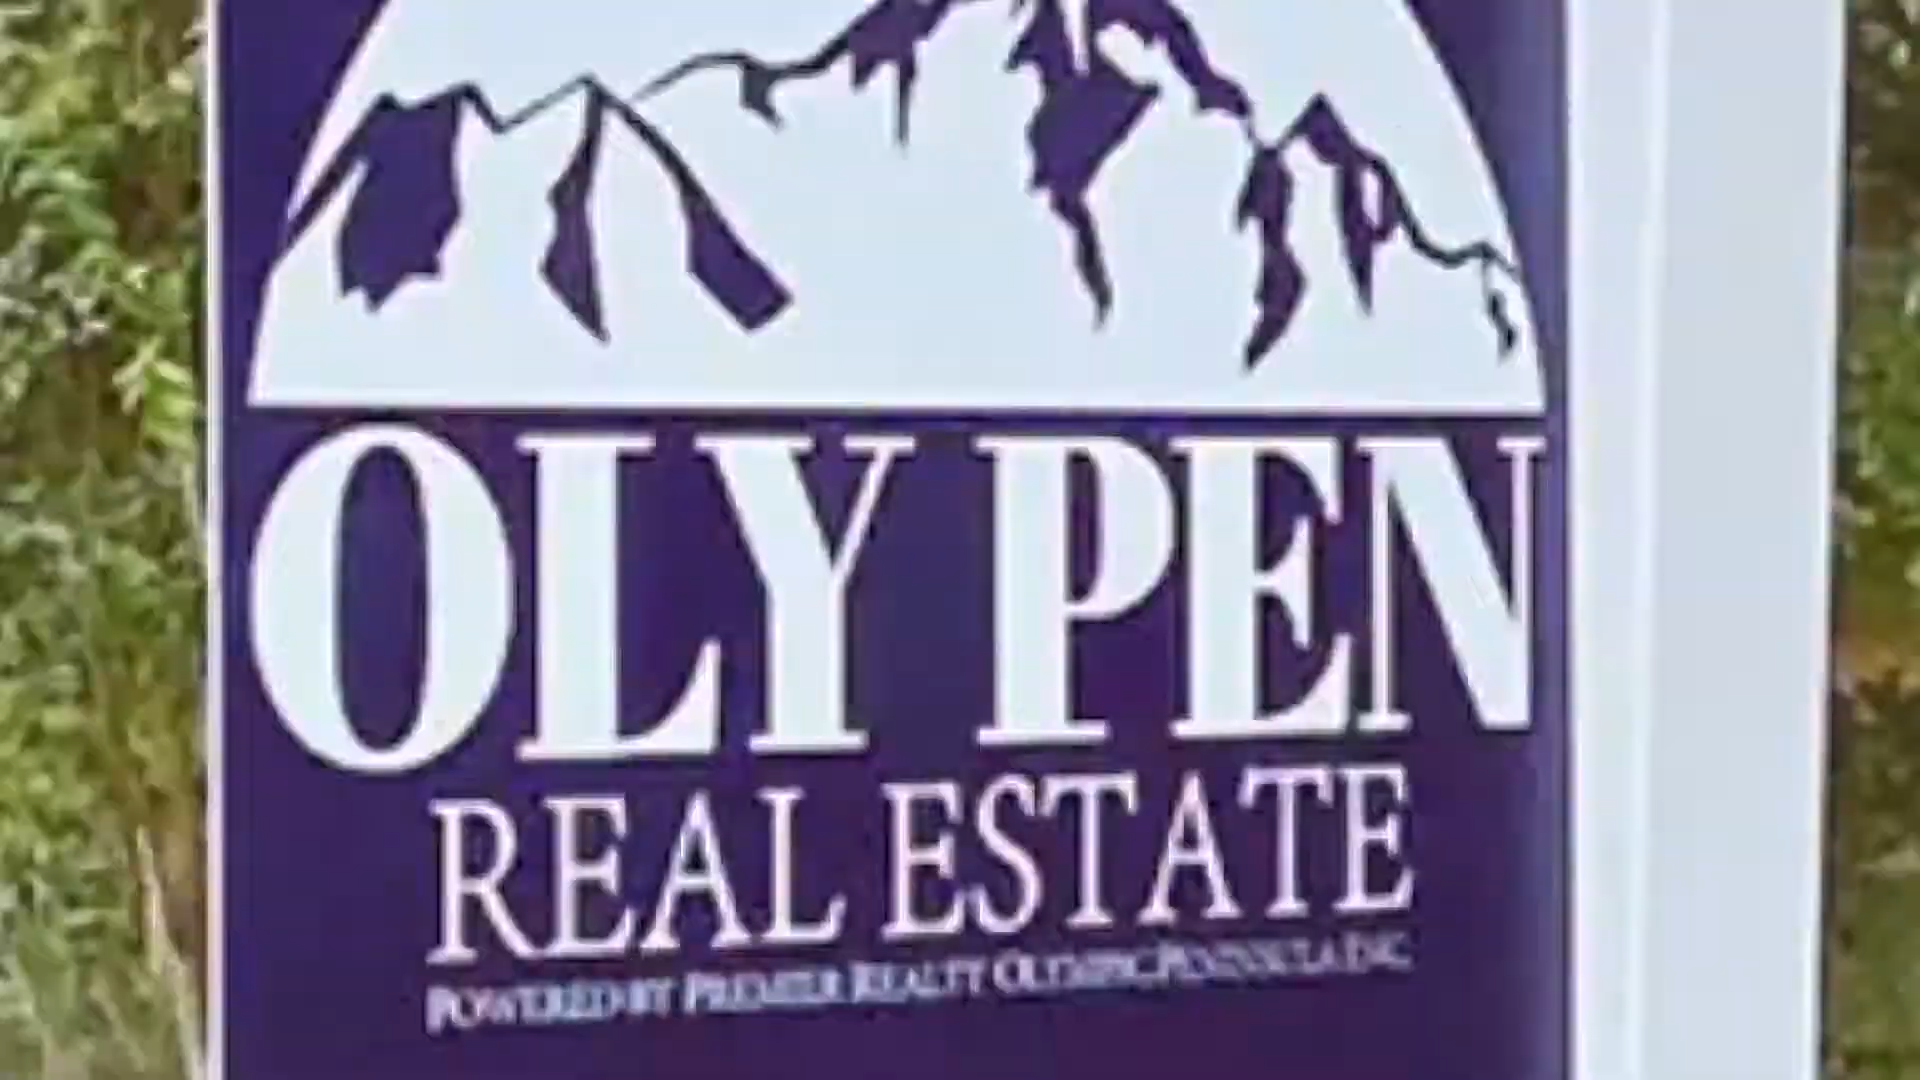 OLY PEN
REAL ESTATE
POWERED BY PREMIER REALTY OLYMPIC PENINSULA INC